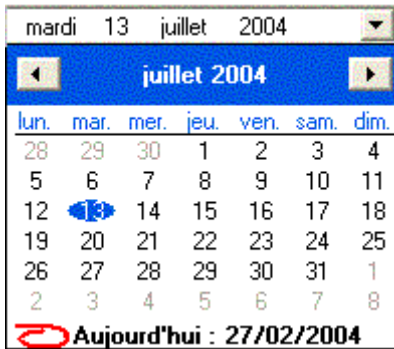 mardi 13 juillet 2004
juillet 2004
lun. mar. mer. jeu. ven. sam. dim.
28 29 30 1 2 3 4
5 6 7 8 9 10 11
12 13 14 15 16 17 18
19 20 21 22 23 24 25
26 27 28 29 30 31 1
2 3 4 5 6 7 8
Aujourd'hui : 27/02/2004